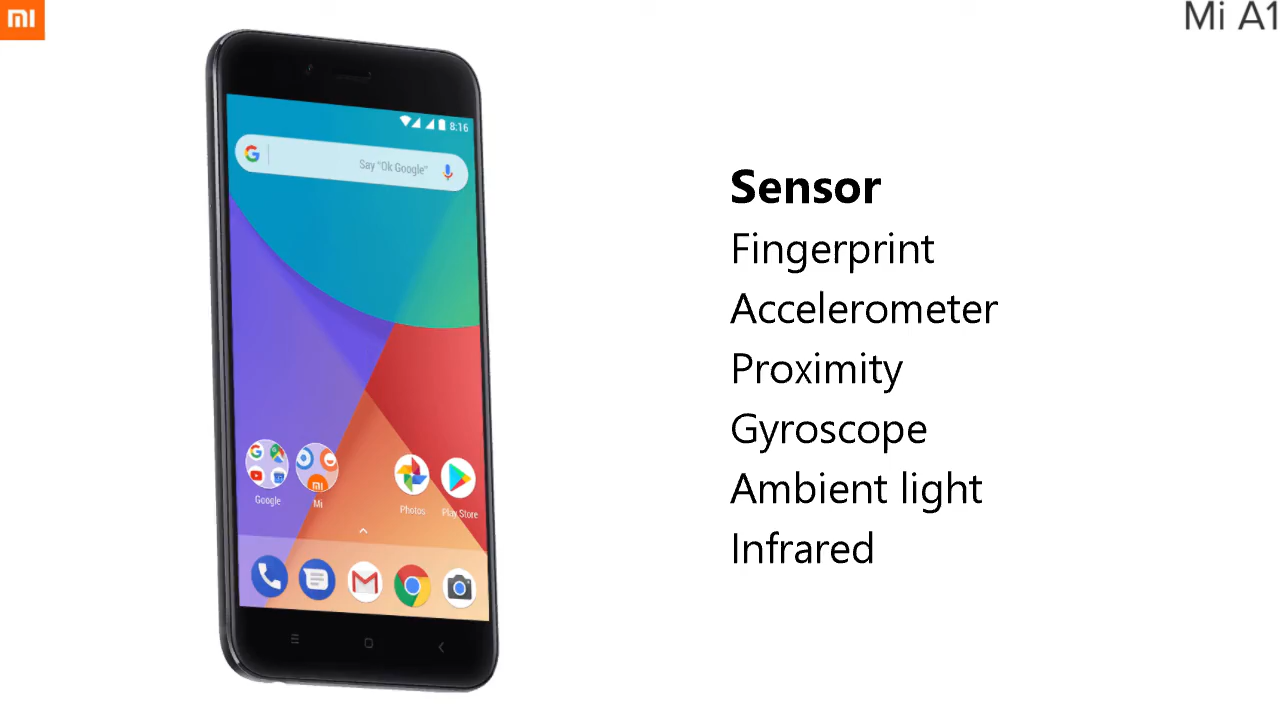 mi
Mi A1
8:16
Say "Ok Google"
Sensor
Fingerprint
Accelerometer
Proximity
Gyroscope
Ambient light
Infrared
mi
Google
Mi
Photos
Play Store